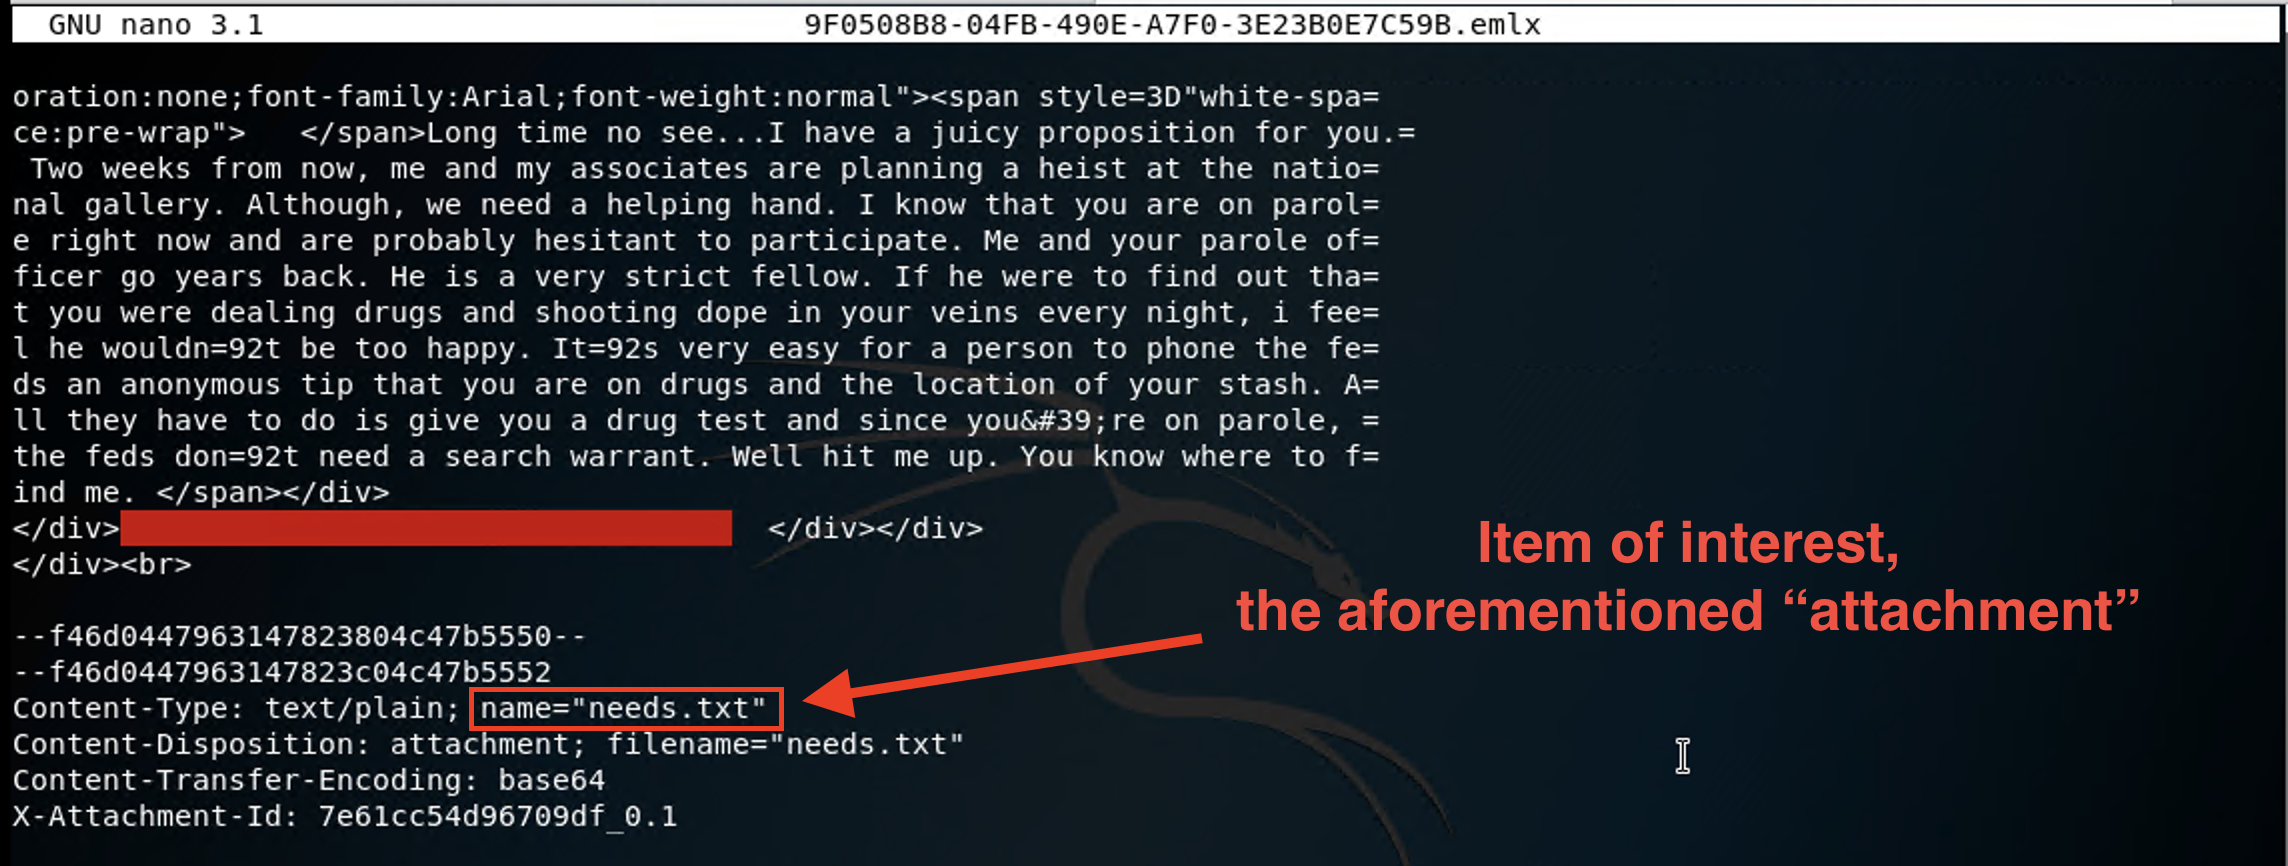 GNU nano 3.1 9F0508B8-04FB-490E-A7F0-3E23B0E7C59B.emlx
oration:none;font-family:Arial;font-weight:normal"><span style=3D"white-spa=
ce:pre-wrap">   </span>Long time no see...I have a juicy proposition for you.=
 Two weeks from now, me and my associates are planning a heist at the natio=
nal gallery. Although, we need a helping hand. I know that you are on parol=
e right now and are probably hesitant to participate. Me and your parole of=
ficer go years back. He is a very strict fellow. If he were to find out tha=
t you were dealing drugs and shooting dope in your veins every night, i fee=
l he wouldn=92t be too happy. It=92s very easy for a person to phone the fe=
ds an anonymous tip that you are on drugs and the location of your stash. A=
ll they have to do is give you a drug test and since you&#39;re on parole, =
the feds don=92t need a search warrant. Well hit me up. You know where to f=
ind me. </span></div>
</div> </div></div>
</div><br>
Item of interest,
the aforementioned “attachment”
--f46d0447963147823804c47b5550--
--f46d0447963147823c04c47b5552
Content-Type: text/plain; name="needs.txt"
Content-Disposition: attachment; filename="needs.txt"
Content-Transfer-Encoding: base64
X-Attachment-Id: 7e61cc54d96709df_0.1